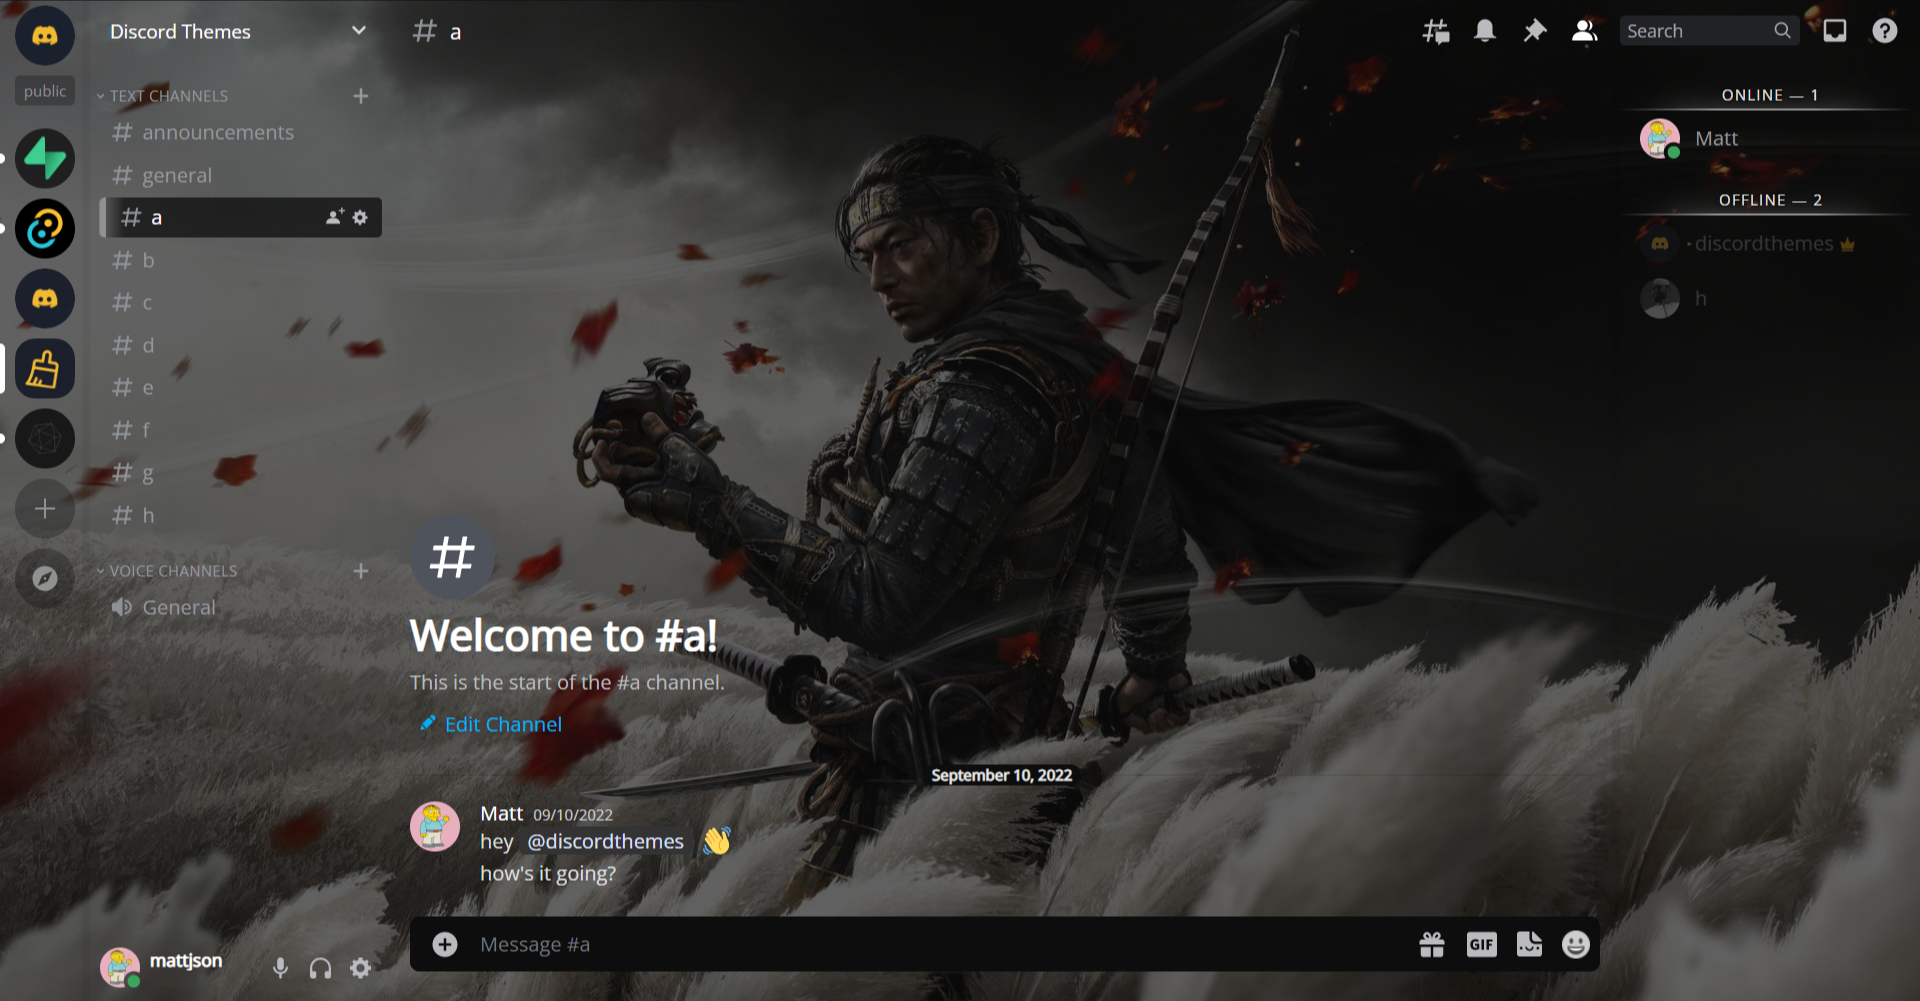 public
Discord Themes
TEXT CHANNELS
announcements
general
a
b
c
d
e
f
g
h
VOICE CHANNELS
General
mattjson
# a
Search
Welcome to #a!
This is the start of the #a channel.
Edit Channel
September 10, 2022
Matt 09/10/2022
hey @discordthemes 👋
how's it going?
Message #a
GIF
ONLINE — 1
Matt
OFFLINE — 2
discordthemes
h